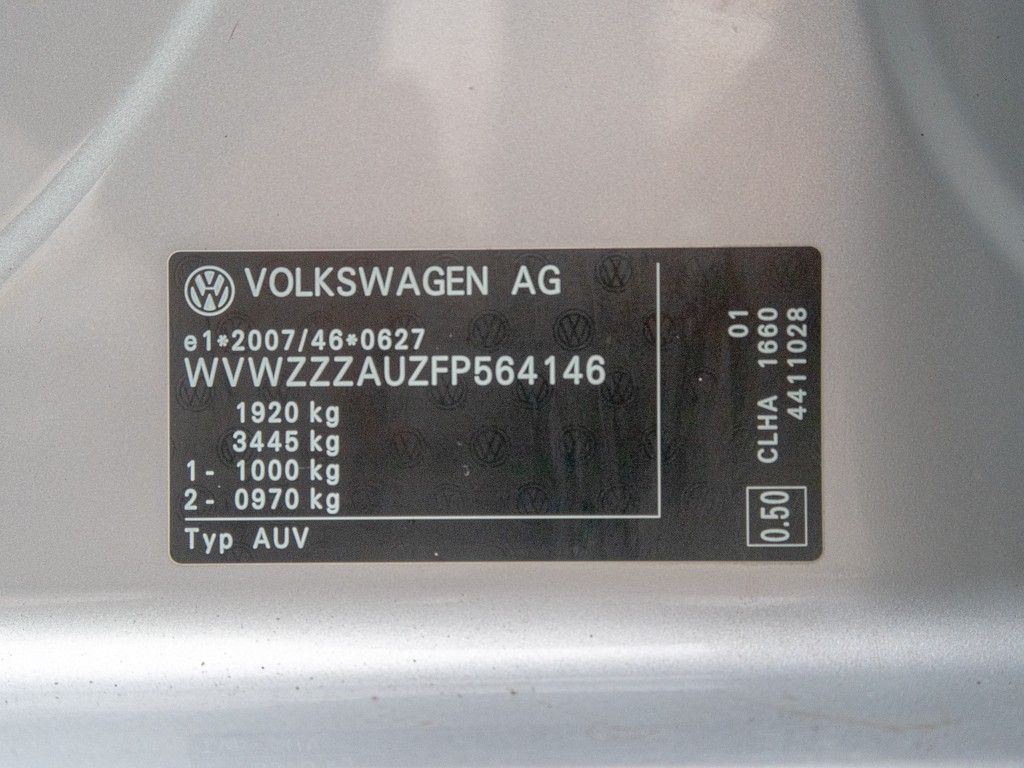 VOLKSWAGEN AG
e1*2007/46*0627
WVWZZZAUZFP564146
1920 kg
3445 kg
1- 1000 kg
2- 0970 kg
Typ AUV
01
CLHA 1660
4411028
0.50